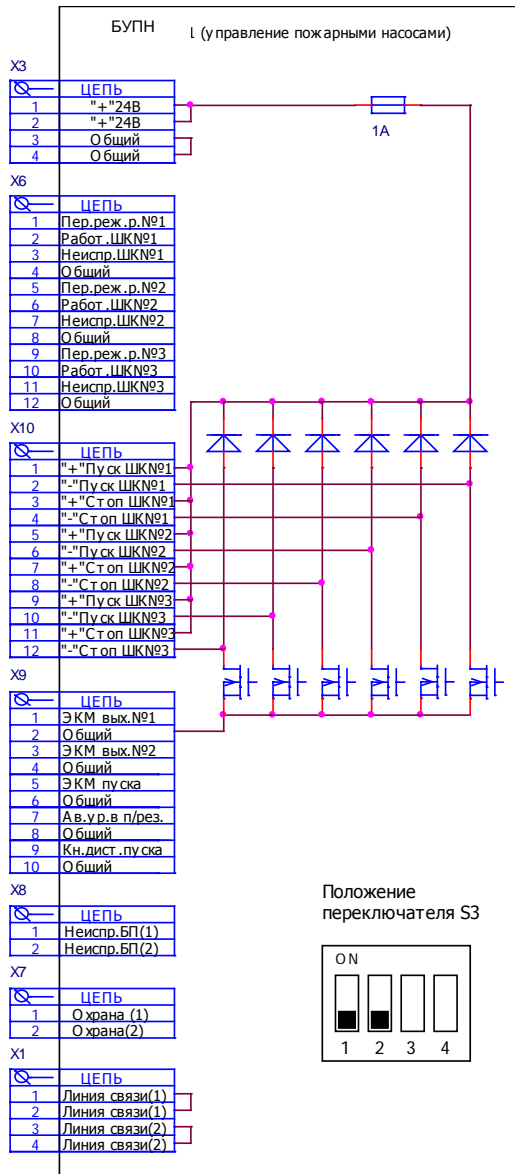 БУПН 1 (управление пожарными насосами)
X3
ЦЕПЬ
1 "+"24В
2 "+"24В
3 Общий
4 Общий
1А
X6
ЦЕПЬ
1 Пер.реж.р.№1
2 Работ.ШК№1
3 Неиспр.ШК№1
4 Общий
5 Пер.реж.р.№2
6 Работ.ШК№2
7 Неиспр.ШК№2
8 Общий
9 Пер.реж.р.№3
10 Работ.ШК№3
11 Неиспр.ШК№3
12 Общий
X10
ЦЕПЬ
1 "+"Пуск ШК№1
2 "-"Пуск ШК№1
3 "+"Стоп ШК№1
4 "-"Стоп ШК№1
5 "+"Пуск ШК№2
6 "-"Пуск ШК№2
7 "+"Стоп ШК№2
8 "-"Стоп ШК№2
9 "+"Пуск ШК№3
10 "-"Пуск ШК№3
11 "+"Стоп ШК№3
12 "-"Стоп ШК№3
X9
ЦЕПЬ
1 ЭКМ вых.№1
2 Общий
3 ЭКМ вых.№2
4 Общий
5 ЭКМ пуска
6 Общий
7 Ав.ур.в п/рез.
8 Общий
9 Кн.дист.пуска
10 Общий
X8
ЦЕПЬ
1 Неиспр.БП(1)
2 Неиспр.БП(2)
X7
ЦЕПЬ
1 Охрана (1)
2 Охрана(2)
X1
ЦЕПЬ
1 Линия связи(1)
2 Линия связи(1)
3 Линия связи(2)
4 Линия связи(2)
Положение
переключателя S3
ON
1 2 3 4